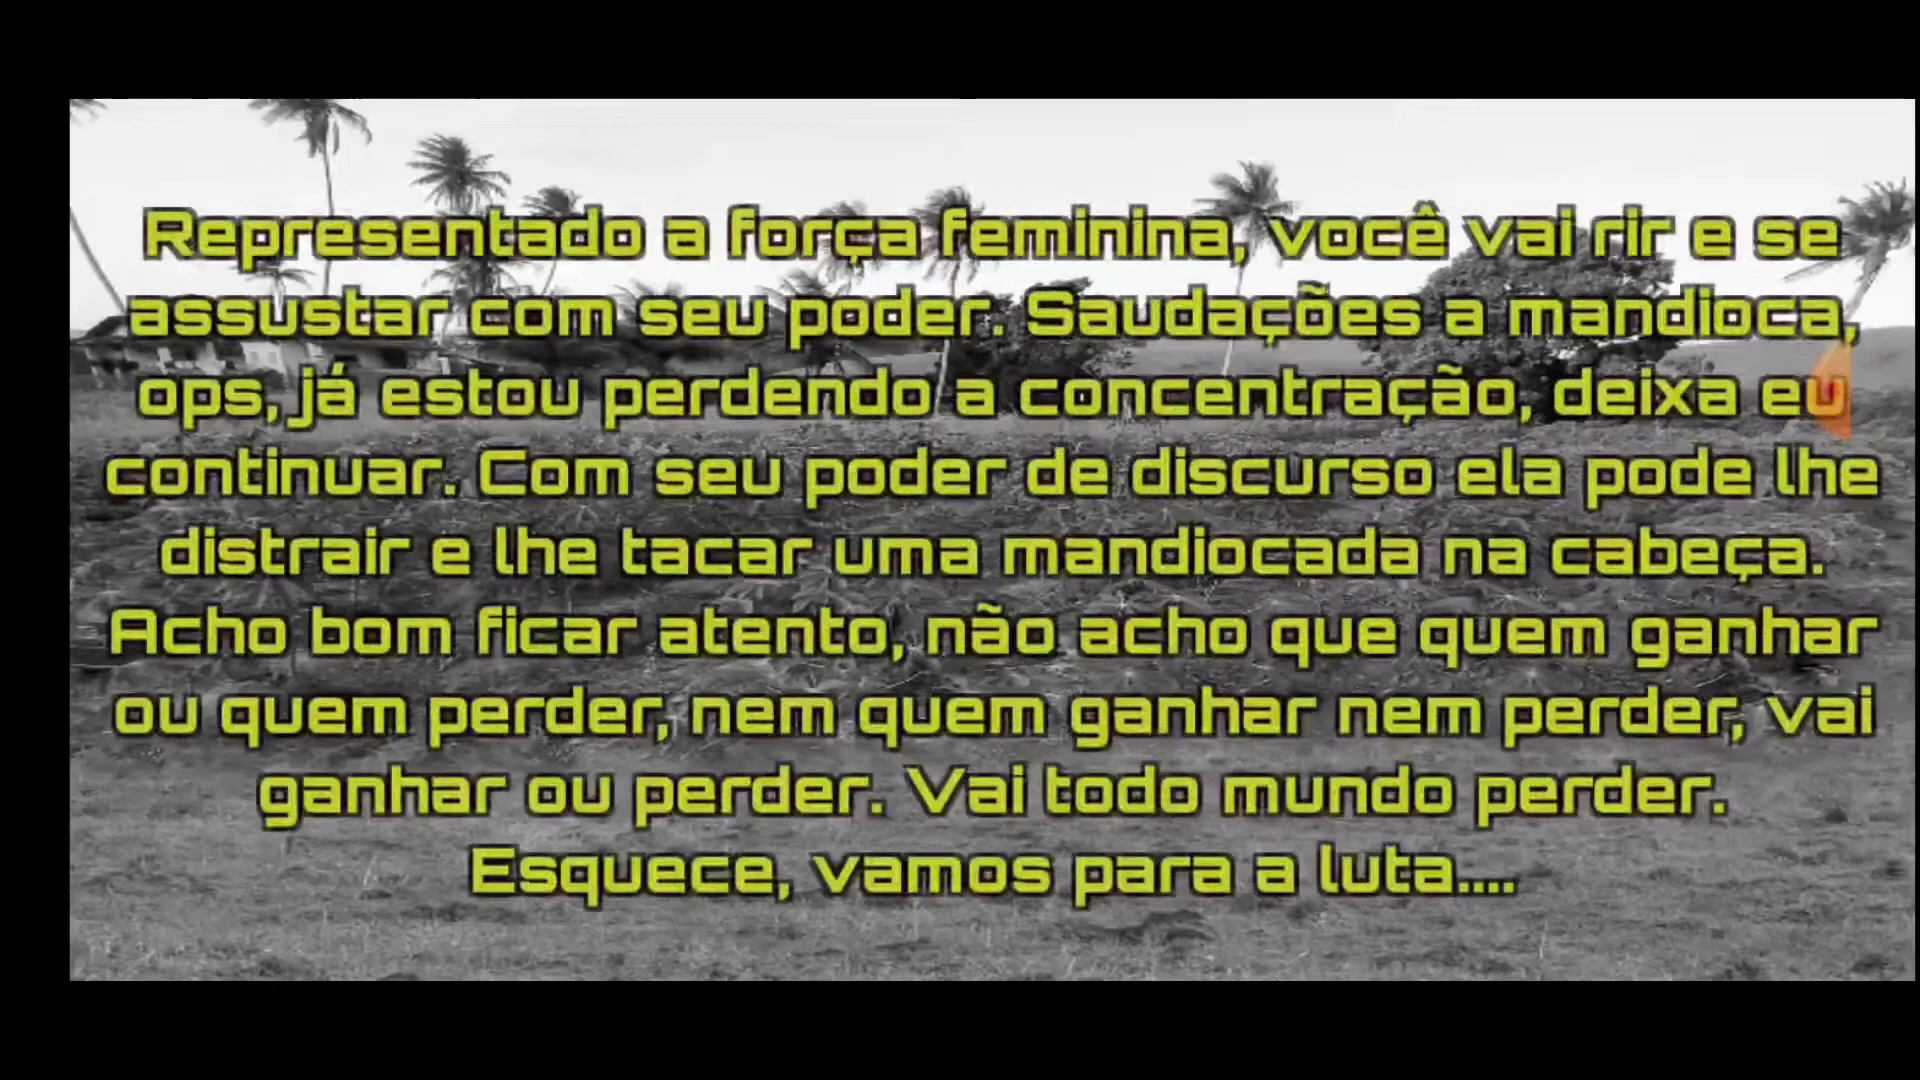 Representado a força feminina, você vai rir e se
assustar com seu poder. Saudações a mandioca,
ops, já estou perdendo a concentração, deixa eu
continuar. Com seu poder de discurso ela pode lhe
distrair e lhe tacar uma mandiocada na cabeça.
Acho bom ficar atento, não acho que quem ganhar
ou quem perder, nem quem ganhar nem perder, vai
ganhar ou perder. Vai todo mundo perder.
Esquece, vamos para a luta....